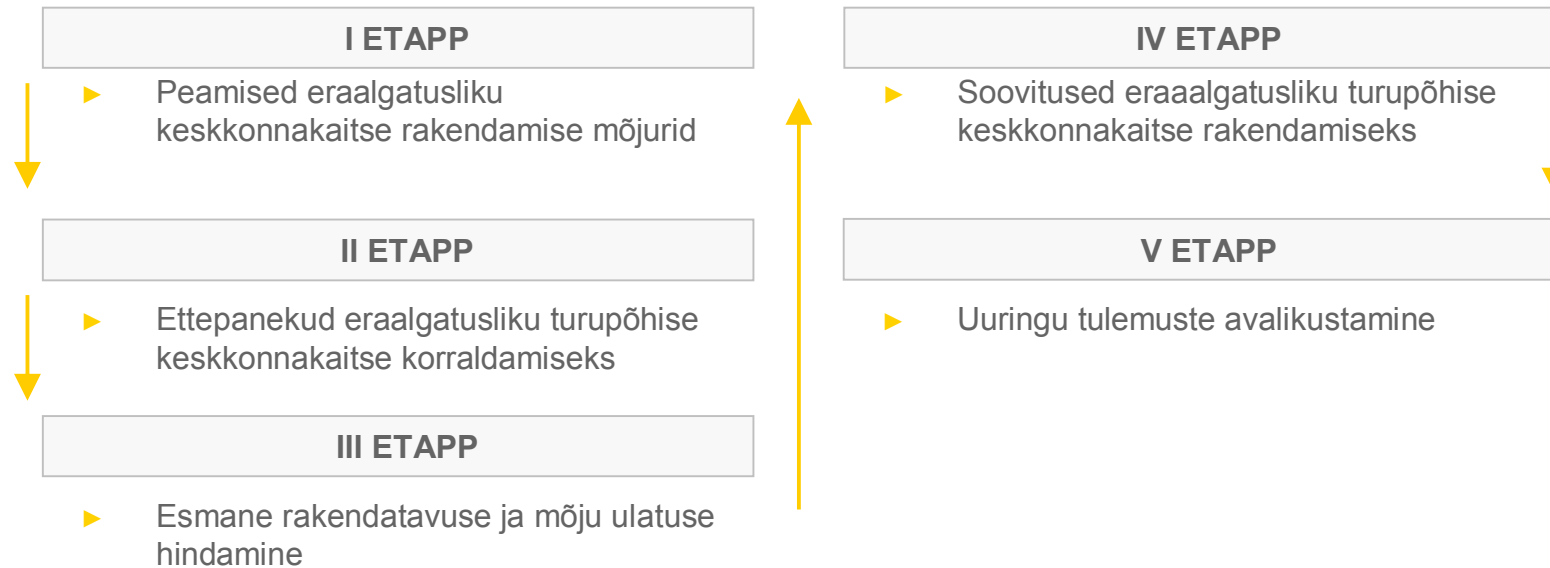 I ETAPP
► Peamised eraalgatusliku
keskkonnakaitse rakendamise mõjurid
II ETAPP
► Ettepanekud eraalgatusliku turupõhise
keskkonnakaitse korraldamiseks
III ETAPP
► Esmane rakendatavuse ja mõju ulatuse
hindamine
IV ETAPP
► Soovitused eraaalgatusliku turupõhise
keskkonnakaitse rakendamiseks
V ETAPP
► Uuringu tulemuste avalikustamine